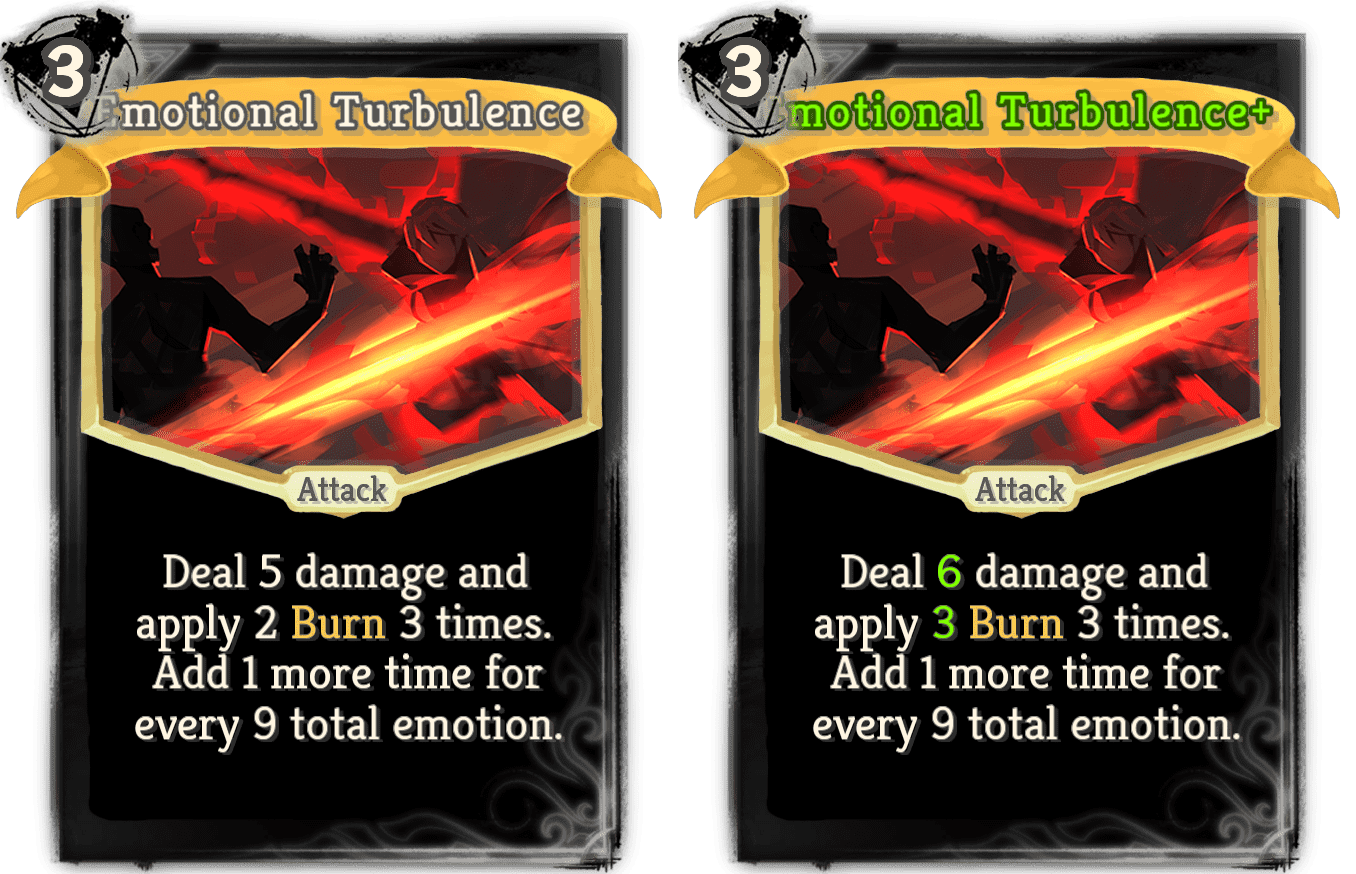 3
Emotional Turbulence
Attack
Deal 5 damage and
apply 2 Burn 3 times.
Add 1 more time for
every 9 total emotion.
3
Emotional Turbulence+
Attack
Deal 6 damage and
apply 3 Burn 3 times.
Add 1 more time for
every 9 total emotion.